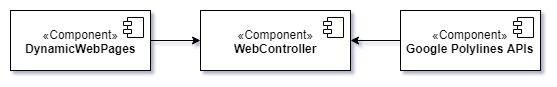 «Component»
DynamicWebPages
«Component»
WebController
«Component»
Google Polylines APIs